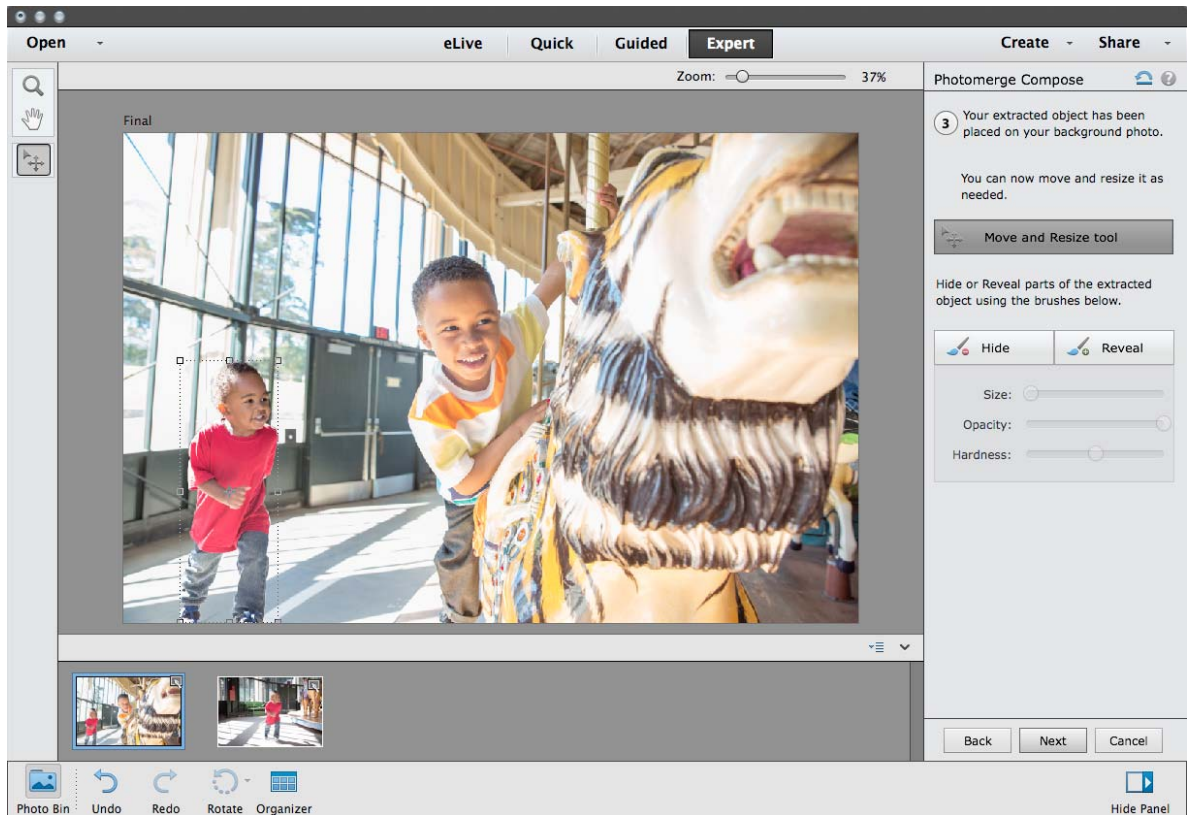 Open
eLive
Quick
Guided
Expert
Create
Share
Zoom:
37%
Photomerge Compose
?
Final
3
Your extracted object has been
placed on your background photo.
You can now move and resize it as
needed.
Move and Resize tool
Hide or Reveal parts of the extracted
object using the brushes below.
Hide
Reveal
Size:
Opacity:
Hardness:
Back
Next
Cancel
Photo Bin
Undo
Redo
Rotate
Organizer
Hide Panel